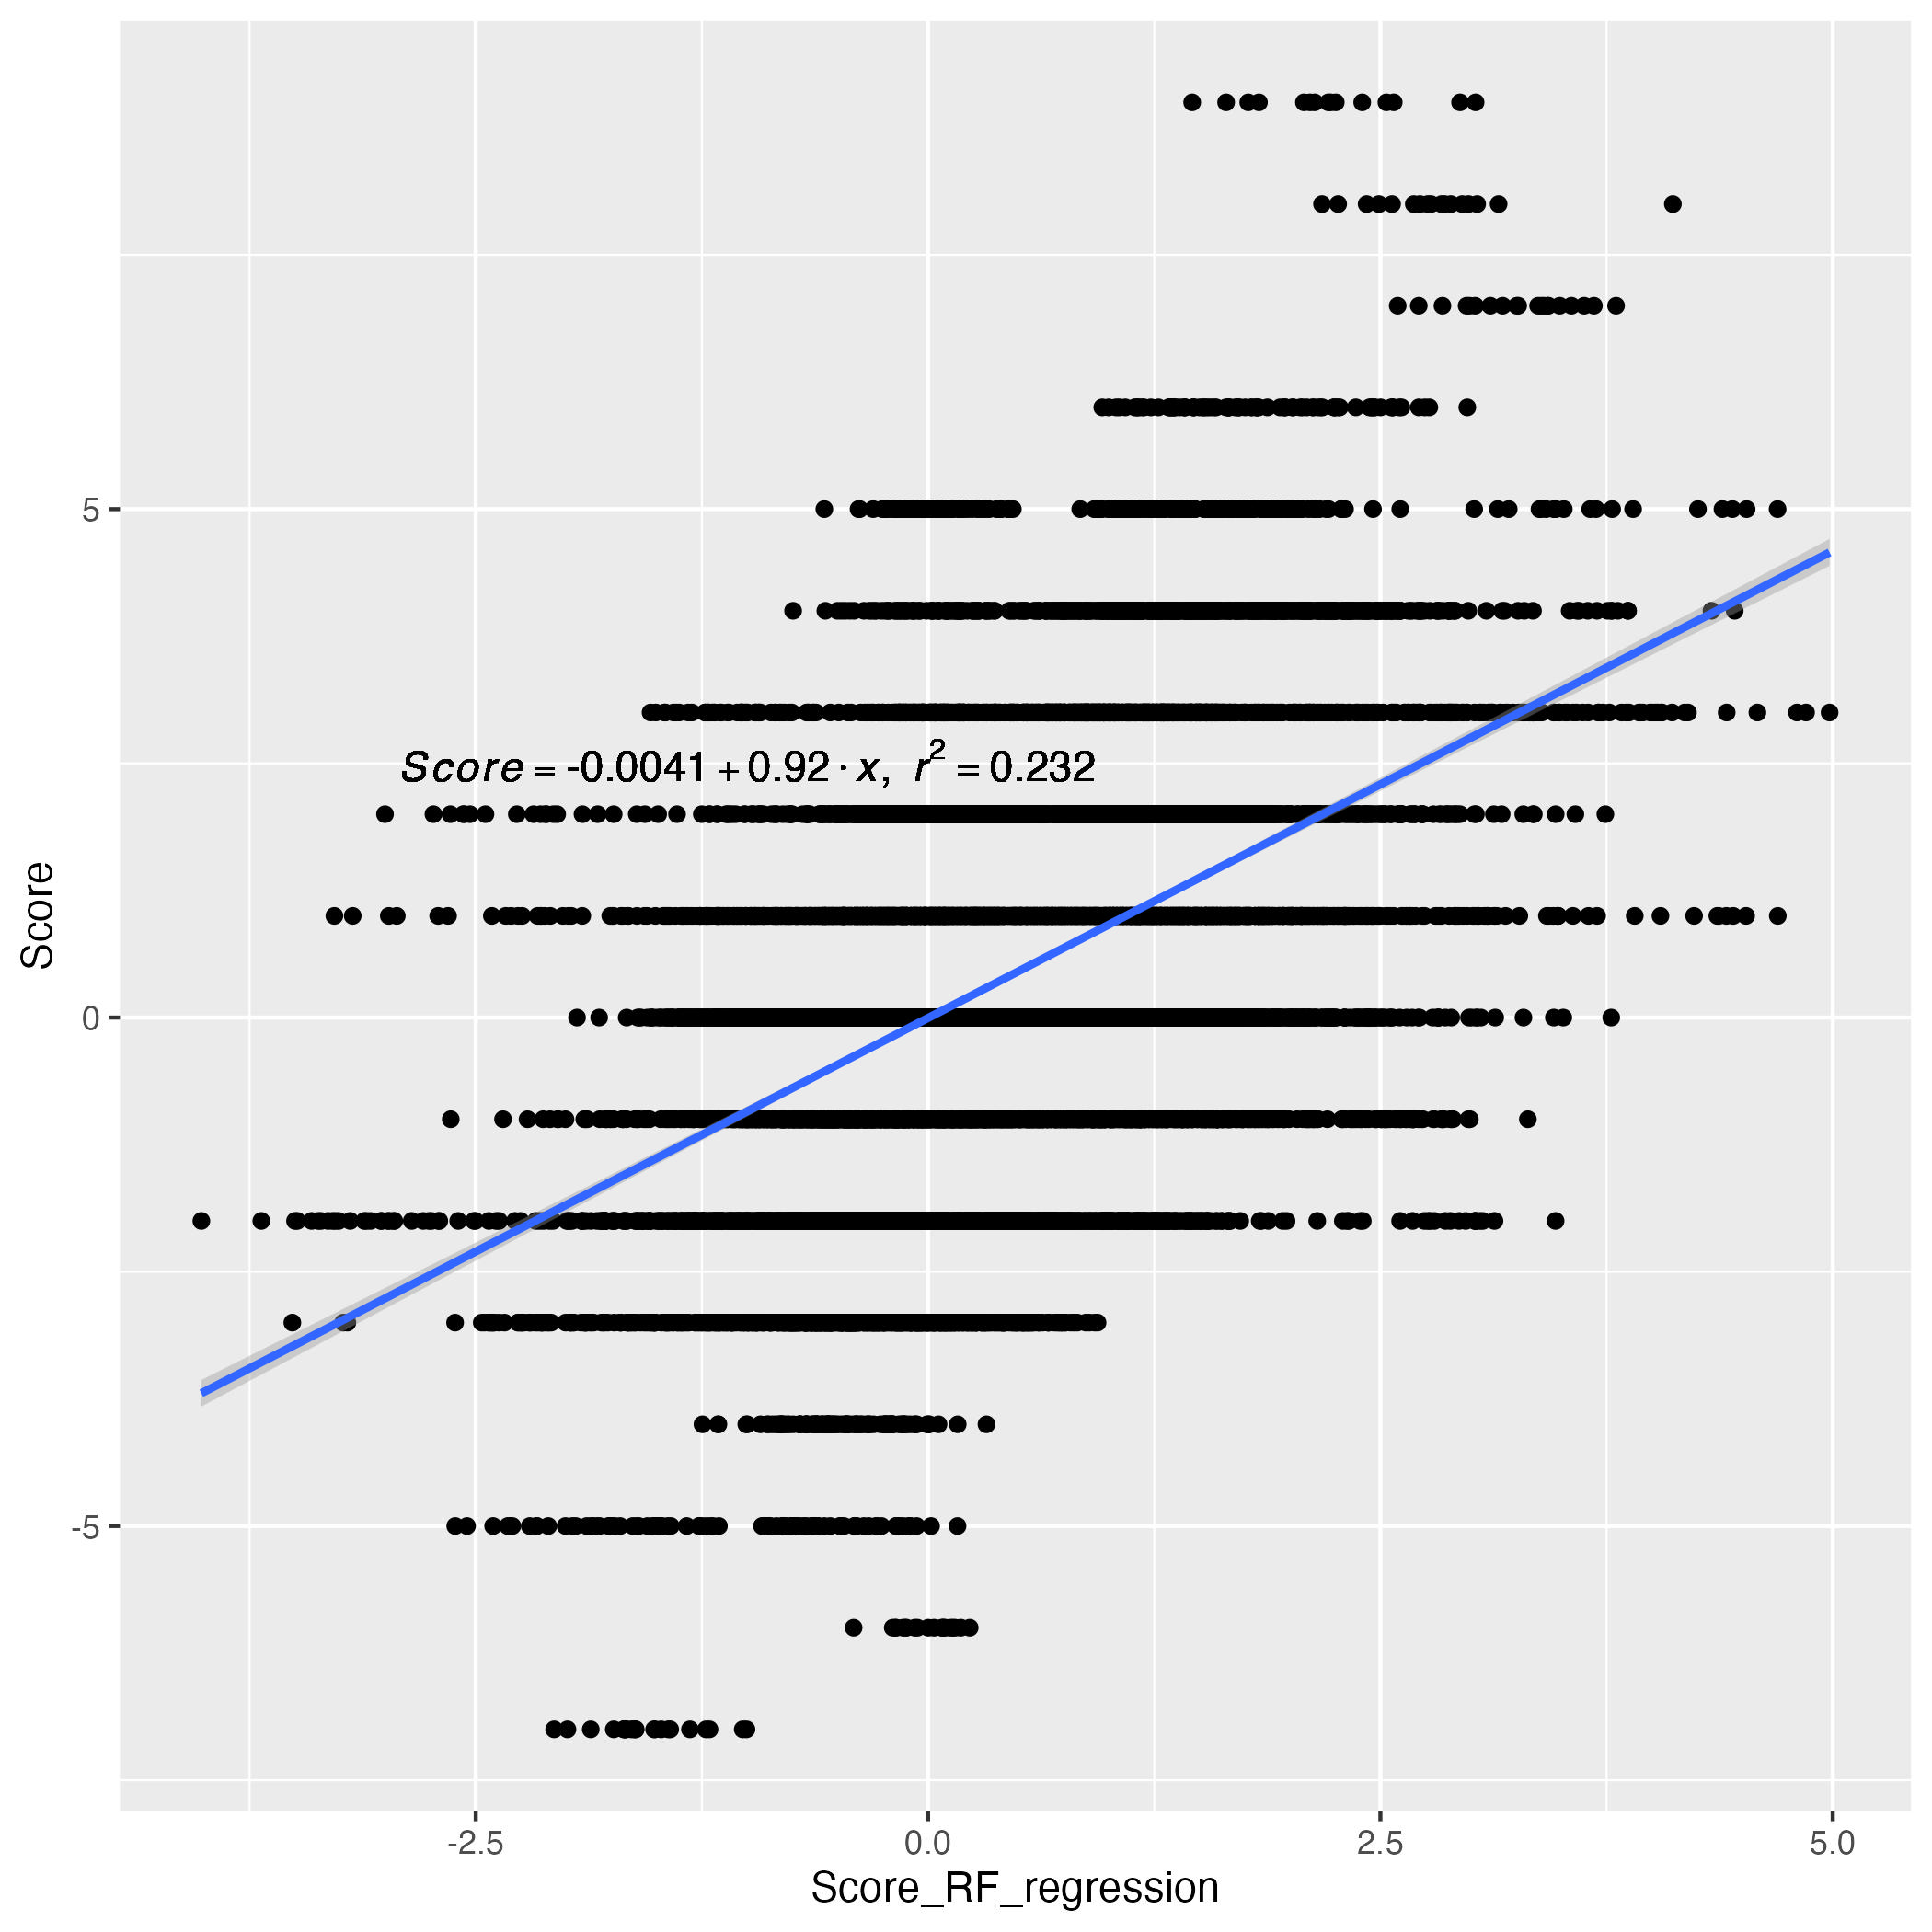 5
Score = -0.0041 + 0.92 · x, r² = 0.232
Score
0
-5
-2.5 0.0 2.5 5.0
Score_RF_regression